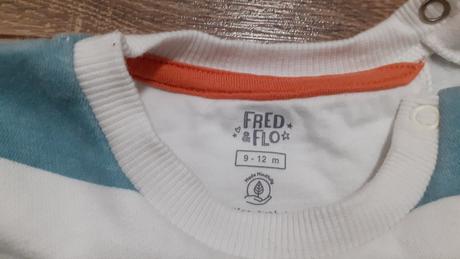 FRED
& FLO
9 - 12 m
Made Mindfully